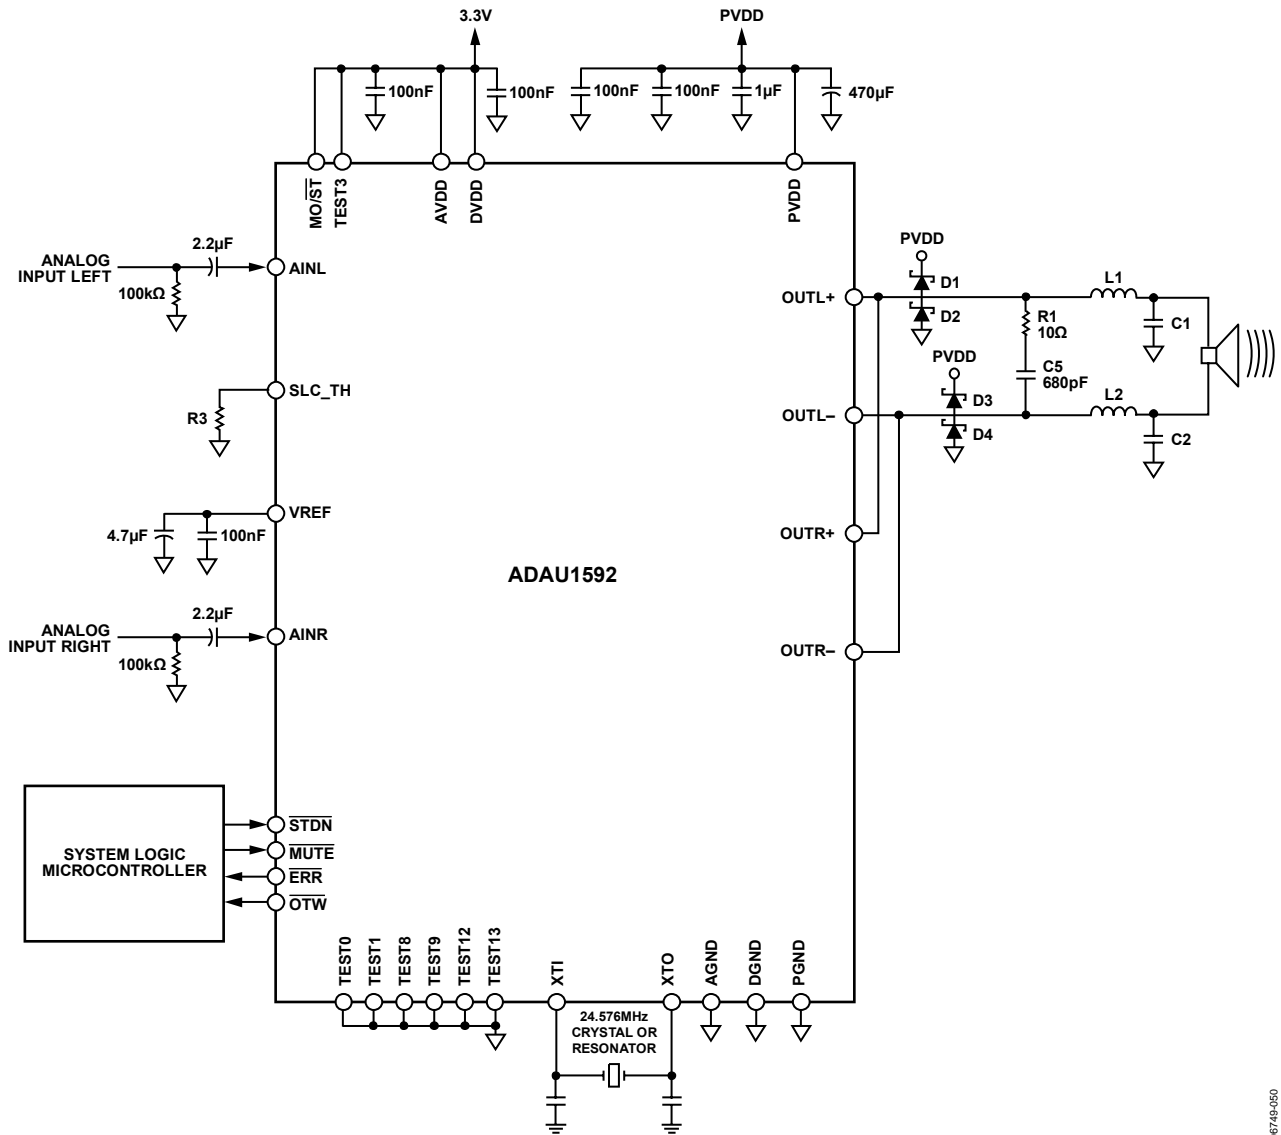 3.3V
PVDD
100nF
100nF
100nF
100nF
1µF
470µF
MO/ST
TEST3
AVDD
DVDD
PVDD
ANALOG
INPUT LEFT
2.2µF
100kΩ
AINL
SLC_TH
R3
VREF
4.7µF
100nF
ANALOG
INPUT RIGHT
2.2µF
100kΩ
AINR
ADAU1592
OUTL+
OUTL–
OUTR+
OUTR–
PVDD
D1
D2
PVDD
D3
D4
R1
10Ω
C5
680pF
L1
C1
L2
C2
SYSTEM LOGIC
MICROCONTROLLER
STDN
MUTE
ERR
OTW
TEST0
TEST1
TEST8
TEST9
TEST12
TEST13
XTI
XTO
AGND
DGND
PGND
24.576MHz
CRYSTAL OR
RESONATOR
6749-050